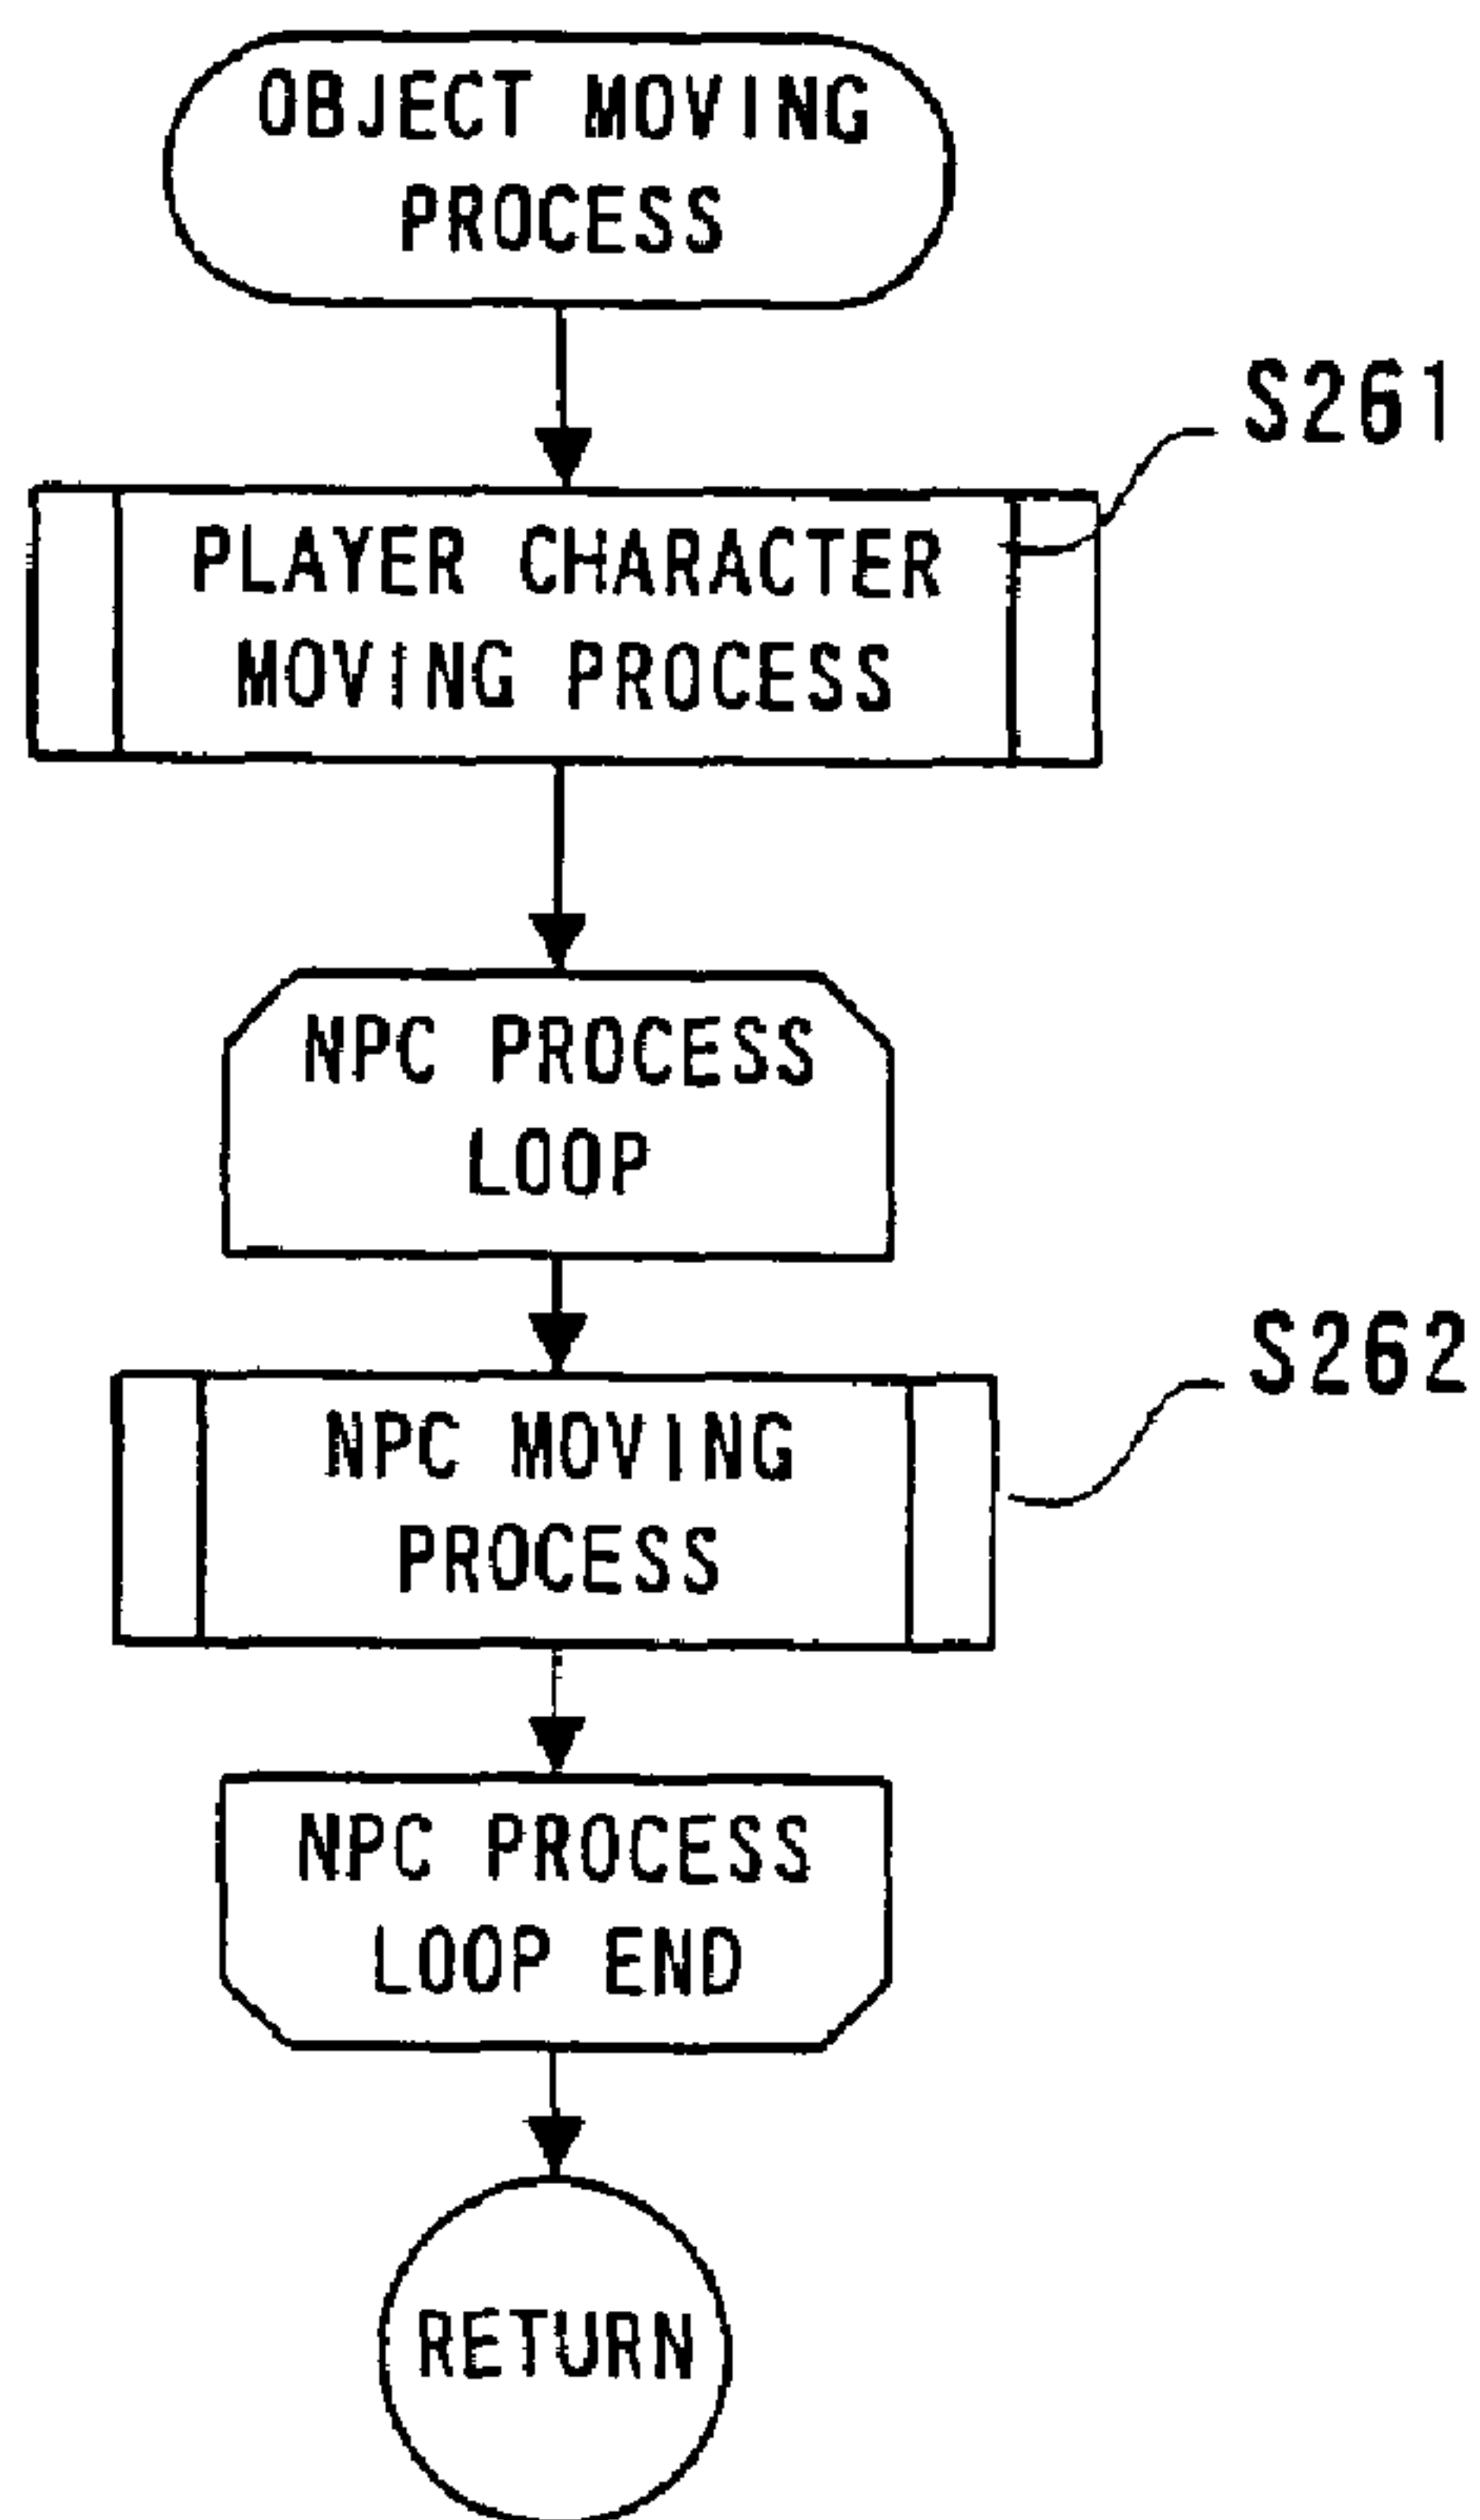 OBJECT MOVING
PROCESS
S261
PLAYER CHARACTER
MOVING PROCESS
NPC PROCESS
LOOP
S262
NPC MOVING
PROCESS
NPC PROCESS
LOOP END
RETURN